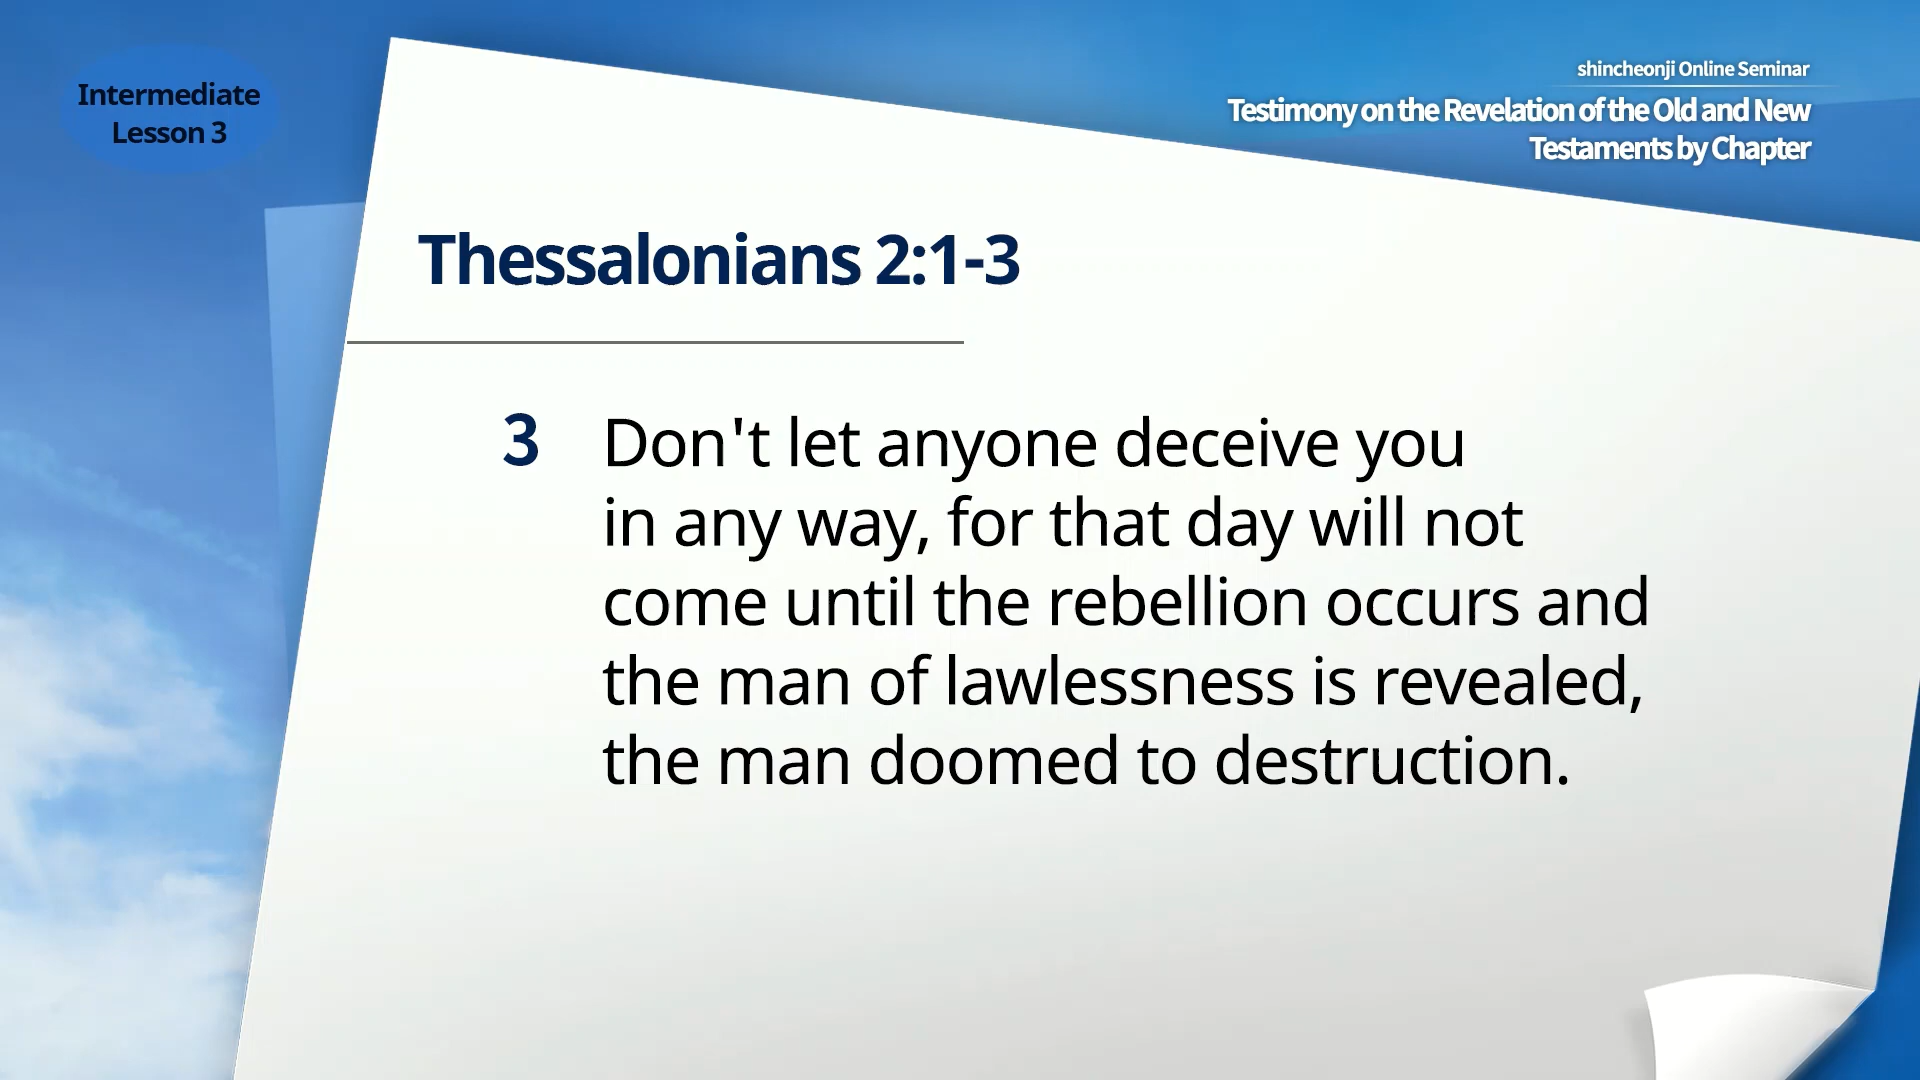 Intermediate
Lesson 3
shincheonji Online Seminar
Testimony on the Revelation of the Old and New
Testaments by Chapter
Thessalonians 2:1-3
3 Don't let anyone deceive you
in any way, for that day will not
come until the rebellion occurs and
the man of lawlessness is revealed,
the man doomed to destruction.